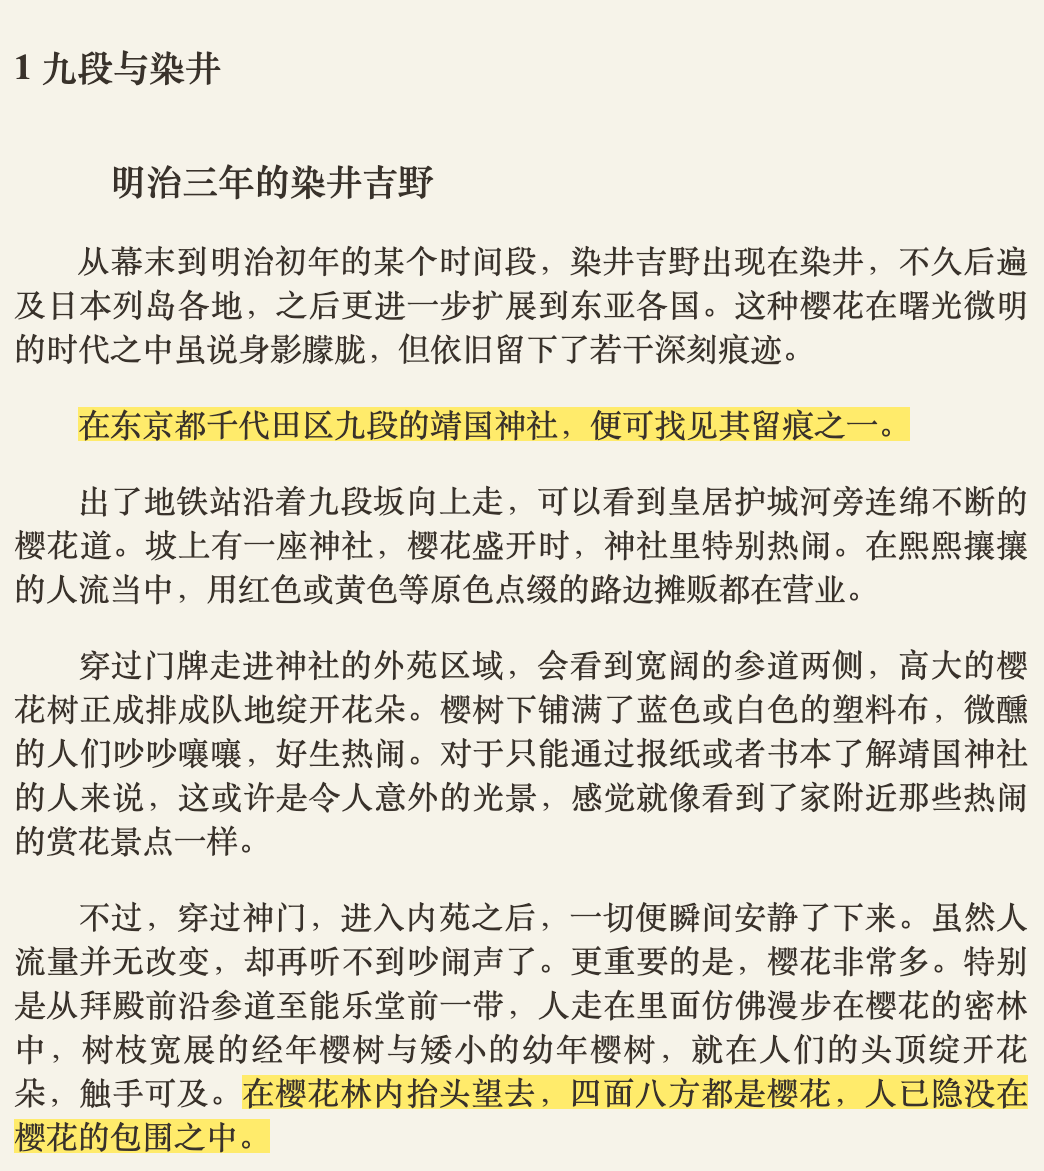 1 九段与染井
明治三年的染井吉野
从幕末到明治初年的某个时间段，染井吉野出现在染井，不久后遍
及日本列岛各地，之后更进一步扩展到东亚各国。这种樱花在曙光微明
的时代之中虽说身影朦胧，但依旧留下了若干深刻痕迹。
在东京都千代田区九段的靖国神社，便可找见其留痕之一。
出了地铁站沿着九段坂向上走，可以看到皇居护城河旁连绵不断的
樱花道。坡上有一座神社，樱花盛开时，神社里特别热闹。在熙熙攘攘
的人流当中，用红色或黄色等原色点缀的路边摊贩都在营业。
穿过门牌走进神社的外苑区域，会看到宽阔的参道两侧，高大的樱
花树正成排成队地绽开花朵。樱树下铺满了蓝色或白色的塑料布，微醺
的人们吵吵嚷嚷，好生热闹。对于只能通过报纸或者书本了解靖国神社
的人来说，这或许是令人意外的光景，感觉就像看到了家附近那些热闹
的赏花景点一样。
不过，穿过神门，进入内苑之后，一切便瞬间安静了下来。虽然人
流量并无改变，却再听不到吵闹声了。更重要的是，樱花非常多。特别
是从拜殿前沿参道至能乐堂前一带，人走在里面仿佛漫步在樱花的密林
中，树枝宽展的经年樱树与矮小的幼年樱树，就在人们的头顶绽开花
朵，触手可及。在樱花林内抬头望去，四面八方都是樱花，人已隐没在
樱花的包围之中。